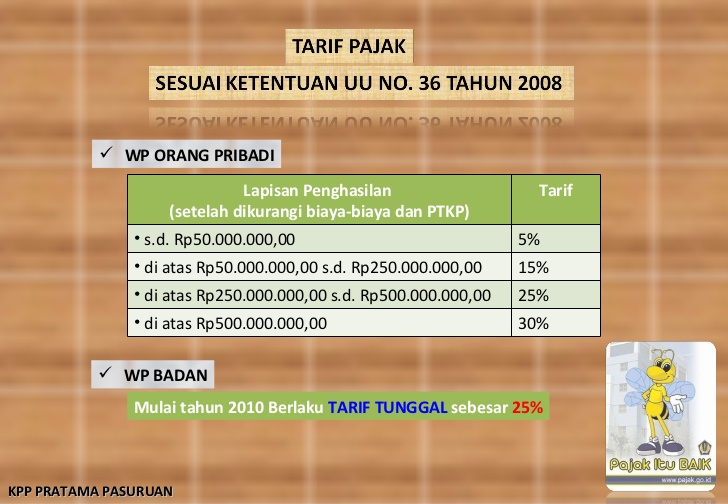 TARIF PAJAK
SESUAI KETENTUAN UU NO. 36 TAHUN 2008
✓ WP ORANG PRIBADI
Lapisan Penghasilan
(setelah dikurangi biaya-biaya dan PTKP)
Tarif
• s.d. Rp50.000.000,00 5%
• di atas Rp50.000.000,00 s.d. Rp250.000.000,00 15%
• di atas Rp250.000.000,00 s.d. Rp500.000.000,00 25%
• di atas Rp500.000.000,00 30%
✓ WP BADAN
Mulai tahun 2010 Berlaku TARIF TUNGGAL sebesar 25%
Pajak Itu BAIK
www.pajak.go.id
KPP PRATAMA PASURUAN